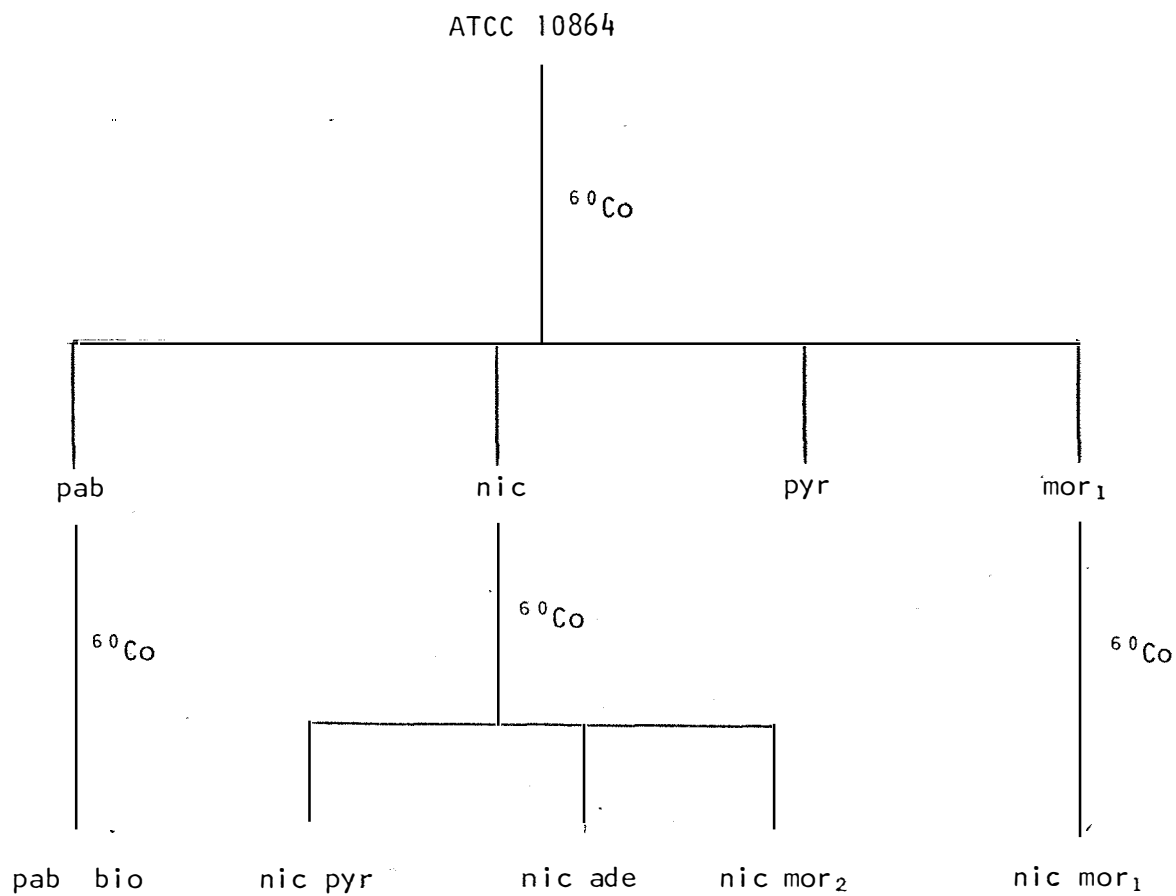 ATCC 10864
⁶⁰Co
pab nic pyr mor₁
⁶⁰Co ⁶⁰Co ⁶⁰Co
pab bio nic pyr nic ade nic mor₂ nic mor₁